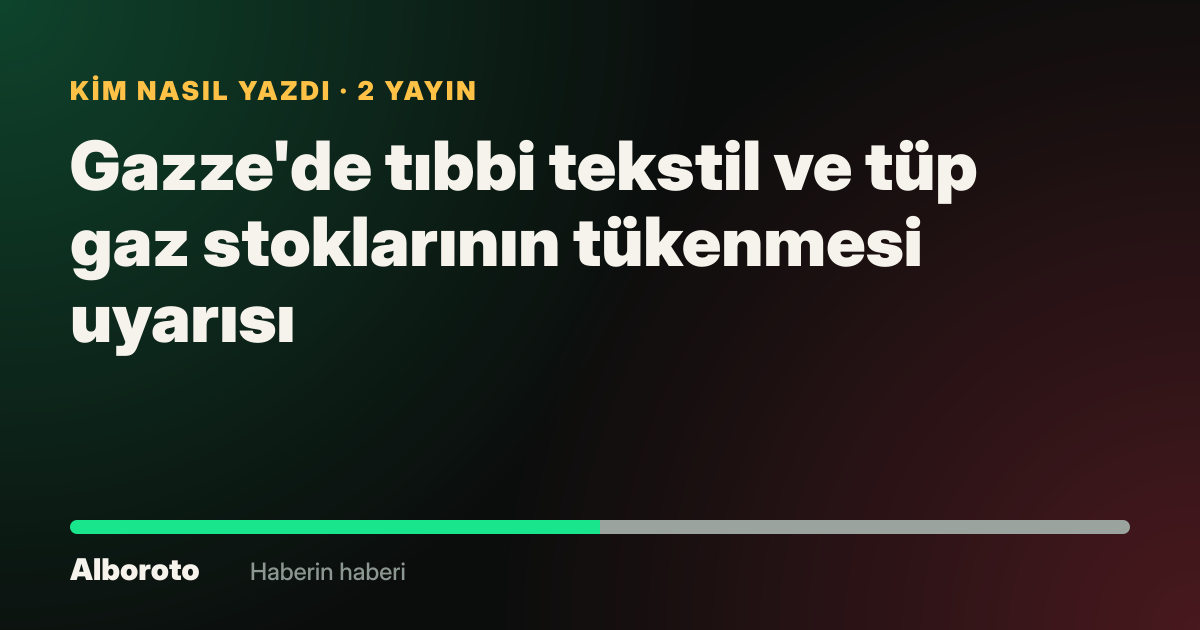 KİM NASIL YAZDI · 2 YAYIN
Gazze'de tıbbi tekstil ve tüp
gaz stoklarının tükenmesi
uyarısı
Alboroto
Haberin haberi